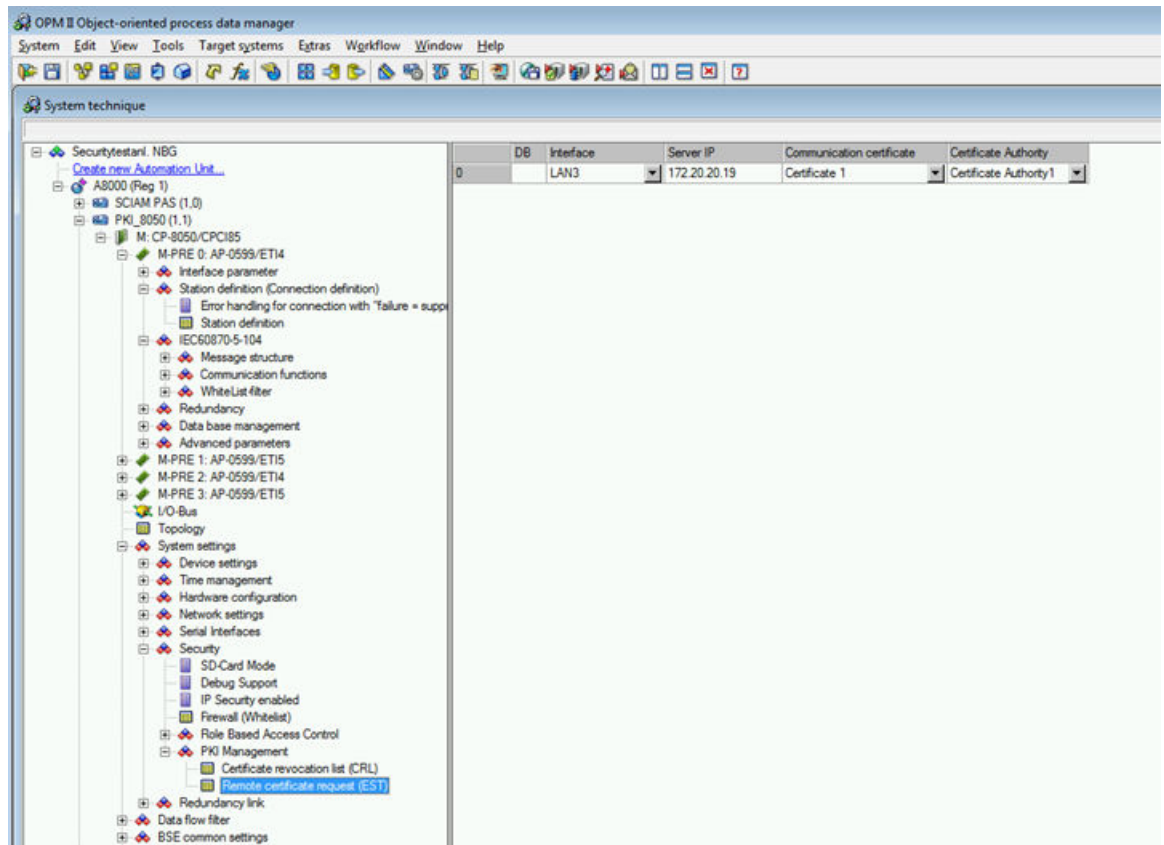 OPM II Object-oriented process data manager
System Edit View Tools Target systems Extras Workflow Window Help
System technique
Securitytestanl. NBG
Create new Automation Unit...
A8000 (Reg 1)
SCIAM PAS (1,0)
PKI_8050 (1,1)
M: CP-8050/CPCI85
M-PRE 0: AP-0599/ETI4
Interface parameter
Station definition (Connection definition)
Error handling for connection with "failure = suppr
Station definition
IEC60870-5-104
Message structure
Communication functions
WhiteList-filter
Redundancy
Data base management
Advanced parameters
M-PRE 1: AP-0599/ETI5
M-PRE 2: AP-0599/ETI4
M-PRE 3: AP-0599/ETI5
I/O-Bus
Topology
System settings
Device settings
Time management
Hardware configuration
Network settings
Serial Interfaces
Security
SD-Card Mode
Debug Support
IP Security enabled
Firewall (Whitelist)
Role Based Access Control
PKI Management
Certificate revocation list (CRL)
Remote certificate request (EST)
Redundancy link
Data flow filter
BSE common settings
DB Interface Server IP Communication certificate Certificate Authority
0 LAN3 172.20.20.19 Certificate 1 Certificate Authority1